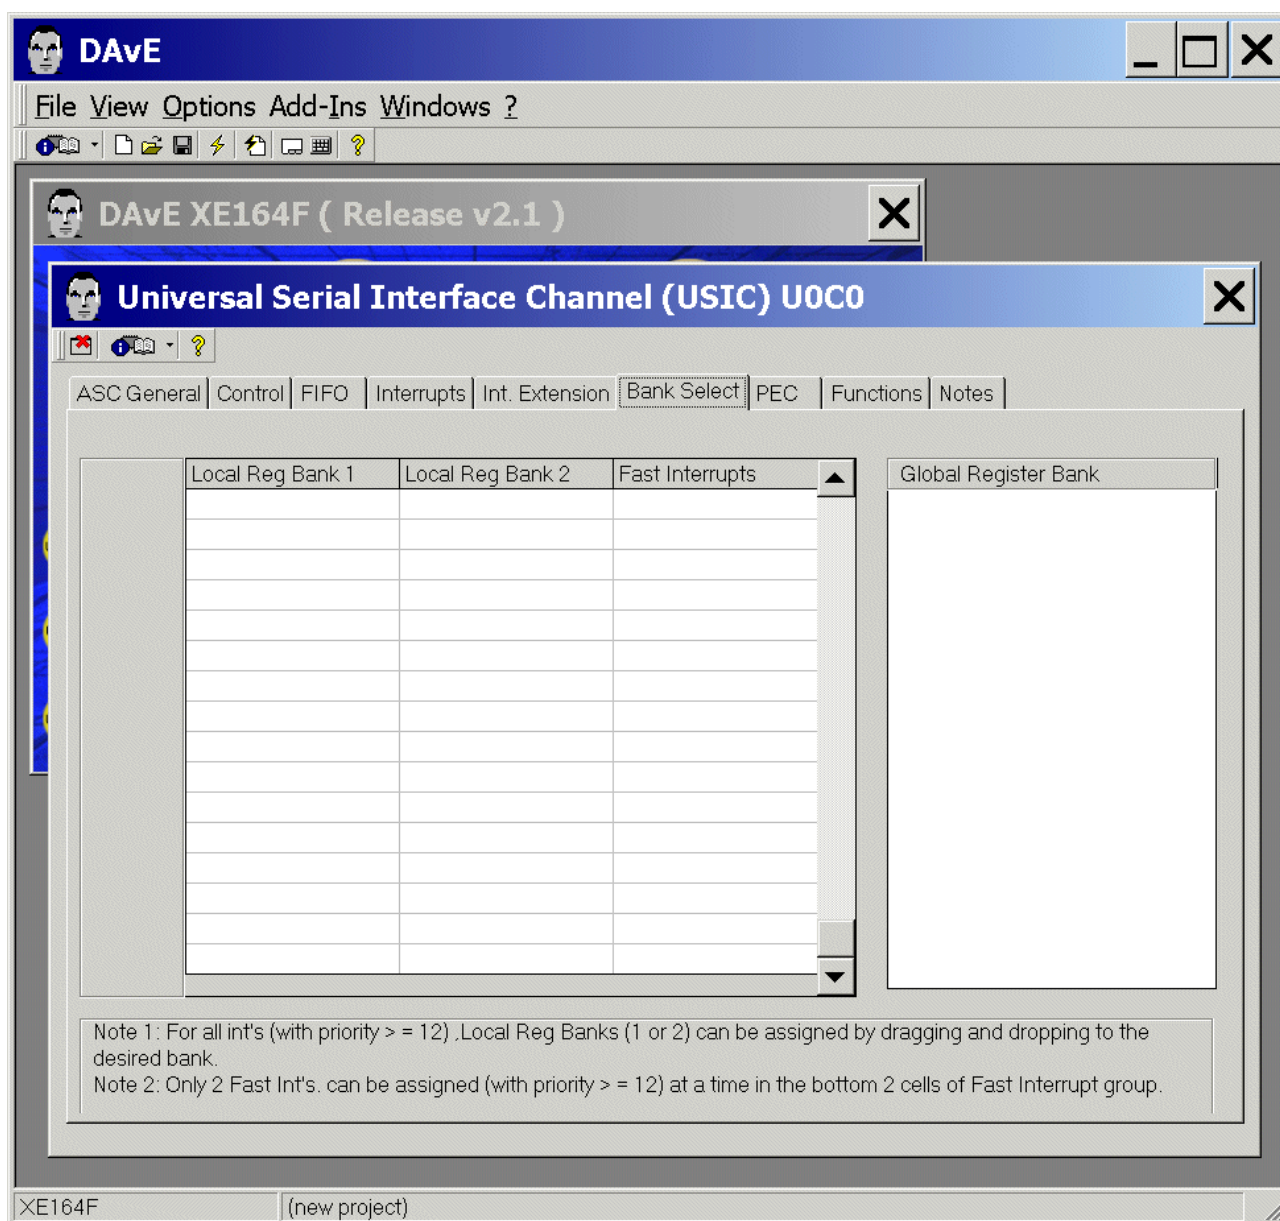 DAvE
File View Options Add-Ins Windows ?
DAvE XE164F ( Release v2.1 )
Universal Serial Interface Channel (USIC) U0C0
ASC General Control FIFO Interrupts Int. Extension Bank Select PEC Functions Notes
Local Reg Bank 1 Local Reg Bank 2 Fast Interrupts Global Register Bank
Note 1: For all int's (with priority > = 12) ,Local Reg Banks (1 or 2) can be assigned by dragging and dropping to the
desired bank.
Note 2: Only 2 Fast Int's. can be assigned (with priority > = 12) at a time in the bottom 2 cells of Fast Interrupt group.
XE164F (new project)